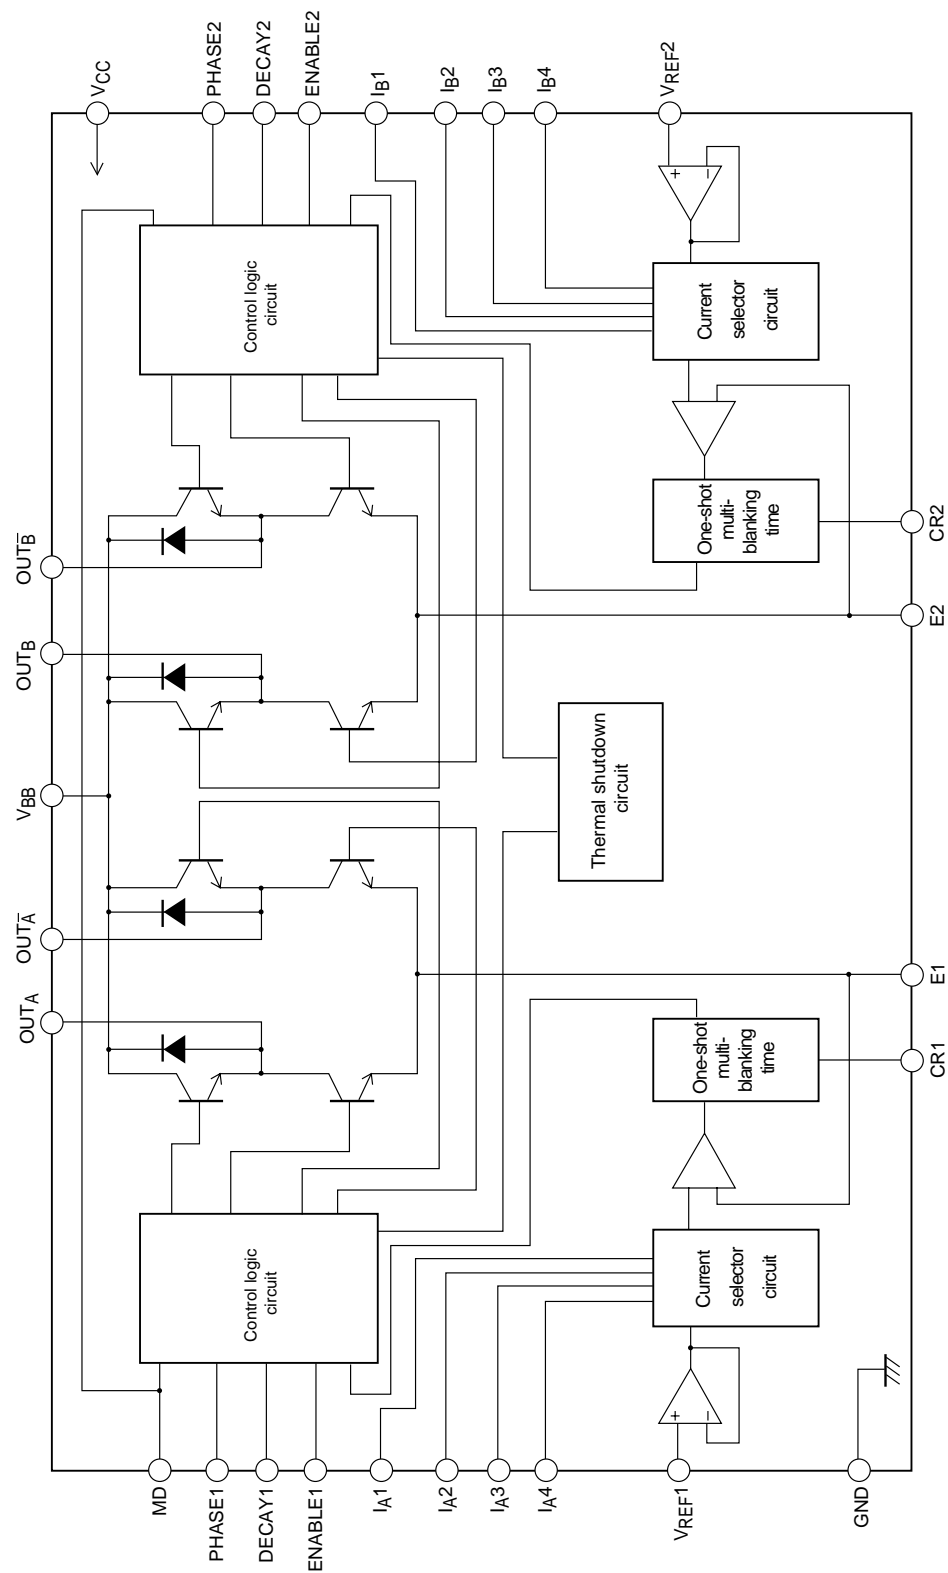 OUTA
OUTA̅
VBB
OUTB
OUTB̅
MD
PHASE1
DECAY1
ENABLE1
IA1
IA2
IA3
IA4
VREF1
GND
VCC
PHASE2
DECAY2
ENABLE2
IB1
IB2
IB3
IB4
VREF2
Control logic
circuit
Control logic
circuit
Thermal shutdown
circuit
Current
selector
circuit
+
−
One-shot
multi-
blanking
time
One-shot
multi-
blanking
time
Current
selector
circuit
+
−
CR1
E1
E2
CR2